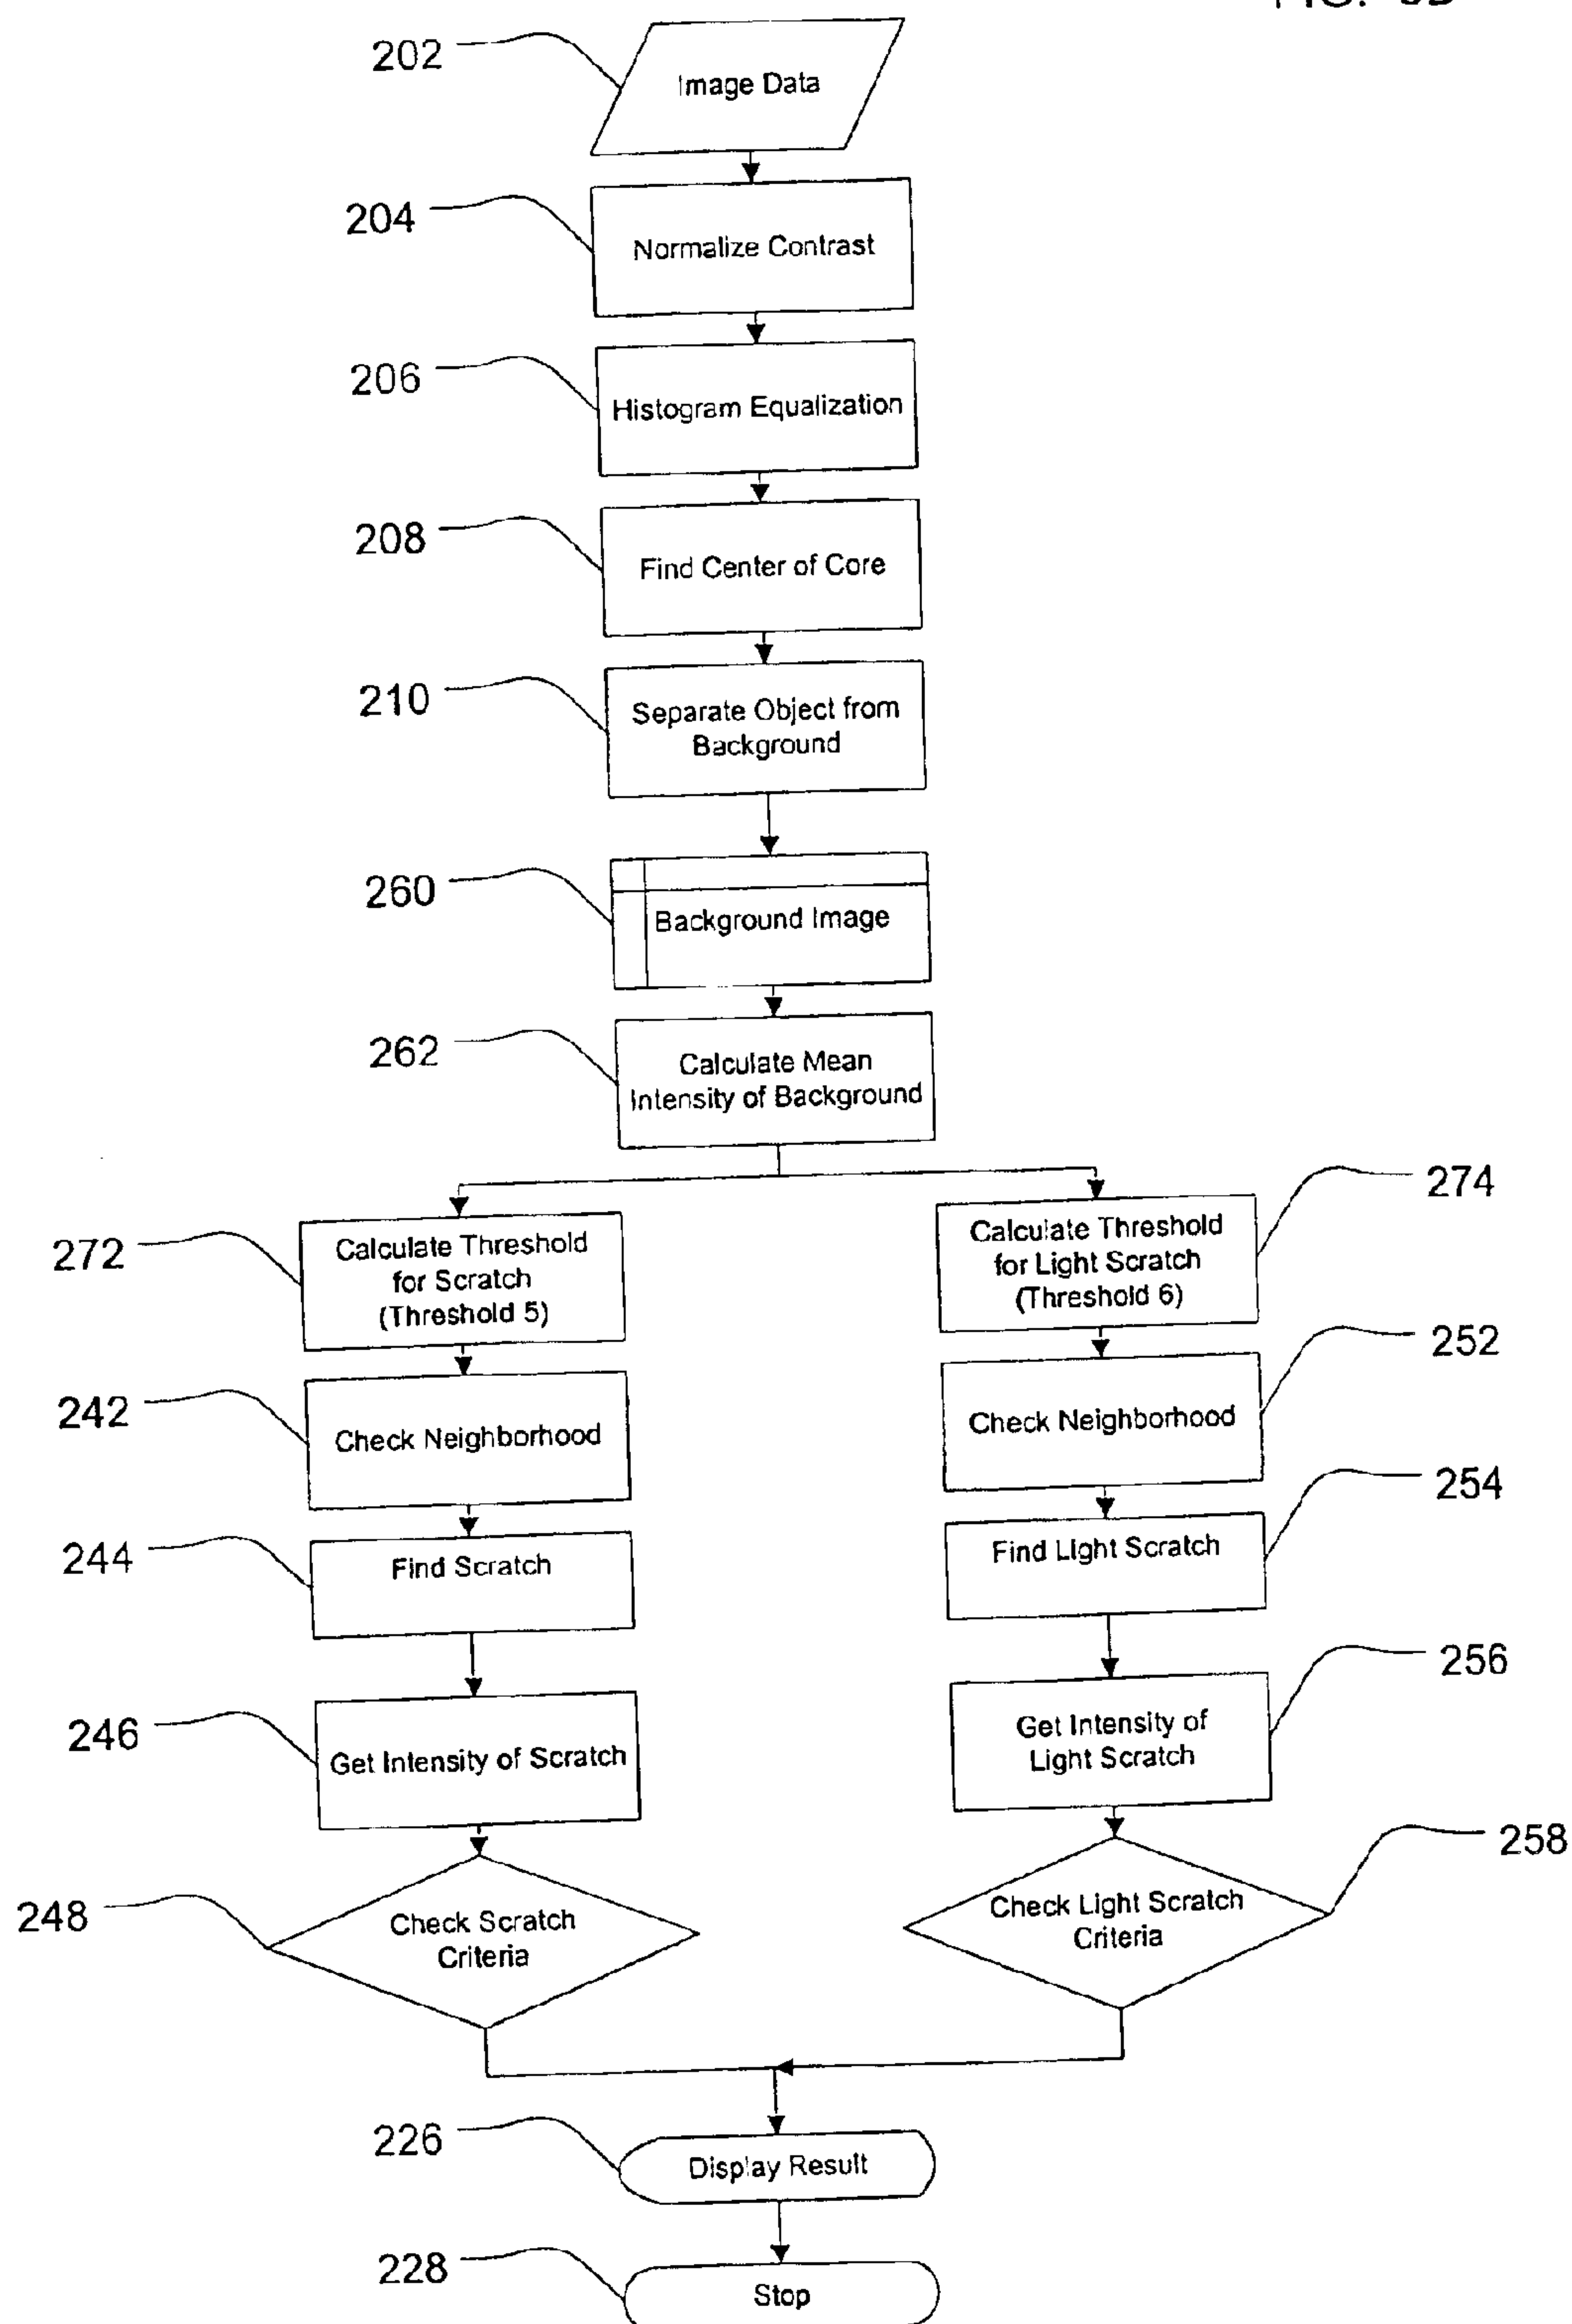 202
Image Data
204
Normalize Contrast
206
Histogram Equalization
208
Find Center of Core
210
Separate Object from
Background
260
Background Image
262
Calculate Mean
Intensity of Background
272
Calculate Threshold
for Scratch
(Threshold 5)
274
Calculate Threshold
for Light Scratch
(Threshold 6)
242
Check Neighborhood
252
Check Neighborhood
244
Find Scratch
254
Find Light Scratch
246
Get Intensity of Scratch
256
Get Intensity of
Light Scratch
248
Check Scratch
Criteria
258
Check Light Scratch
Criteria
226
Display Result
228
Stop